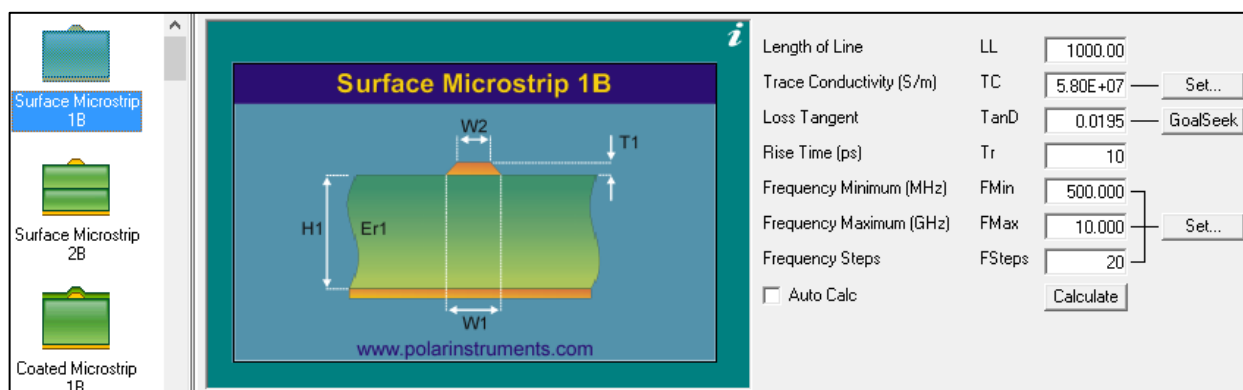 Surface Microstrip
1B
Surface Microstrip
2B
Coated Microstrip
1B
i
Surface Microstrip 1B
W2
T1
H1
Er1
W1
www.polarinstruments.com
Length of Line LL 1000.00
Trace Conductivity (S/m) TC 5.80E+07 Set...
Loss Tangent TanD 0.0195 GoalSeek
Rise Time (ps) Tr 10
Frequency Minimum (MHz) FMin 500.000
Frequency Maximum (GHz) FMax 10.000 Set...
Frequency Steps FSteps 20
Auto Calc Calculate